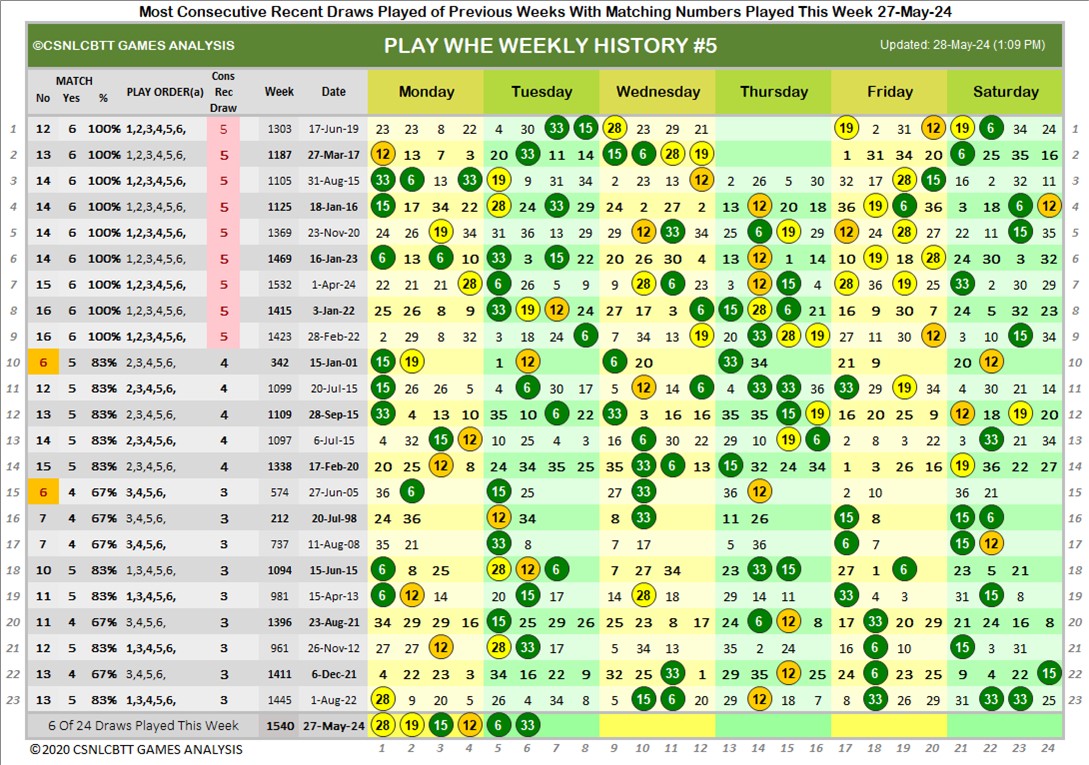 Most Consecutive Recent Draws Played of Previous Weeks With Matching Numbers Played This Week 27-May-24
©CSNLCBTT GAMES ANALYSIS PLAY WHE WEEKLY HISTORY #5 Updated: 28-May-24 (1:09 PM)
No MATCH Yes % PLAY ORDER(a) Cons Rec Draw Week Date Monday Tuesday Wednesday Thursday Friday Saturday
1 12 6 100% 1,2,3,4,5,6, 5 1303 17-Jun-19 23 23 8 22 4 30 33 15 28 23 29 21 19 2 31 12 19 6 34 24 1
2 13 6 100% 1,2,3,4,5,6, 5 1187 27-Mar-17 12 13 7 3 20 33 11 14 15 6 28 19 1 31 34 20 6 25 35 16 2
3 14 6 100% 1,2,3,4,5,6, 5 1105 31-Aug-15 33 6 13 33 19 9 31 34 2 23 13 12 2 26 5 30 32 17 28 15 16 2 32 11 3
4 14 6 100% 1,2,3,4,5,6, 5 1125 18-Jan-16 15 17 34 22 28 24 33 29 24 2 27 2 13 12 20 18 36 19 6 36 3 18 6 12 4
5 14 6 100% 1,2,3,4,5,6, 5 1369 23-Nov-20 24 26 19 34 31 36 13 29 29 12 33 34 25 6 19 29 12 24 28 27 22 11 15 35 5
6 14 6 100% 1,2,3,4,5,6, 5 1469 16-Jan-23 6 13 6 10 33 3 15 22 20 26 30 4 13 12 1 14 10 19 18 28 24 30 3 32 6
7 15 6 100% 1,2,3,4,5,6, 5 1532 1-Apr-24 22 21 21 28 6 26 5 9 9 28 6 23 3 12 15 4 28 36 19 25 33 2 30 29 7
8 16 6 100% 1,2,3,4,5,6, 5 1415 3-Jan-22 25 26 8 9 33 19 12 24 27 17 3 6 15 28 6 21 16 9 30 7 24 5 32 23 8
9 16 6 100% 1,2,3,4,5,6, 5 1423 28-Feb-22 2 29 8 32 3 18 24 6 7 34 13 19 20 33 28 19 27 11 30 12 3 10 15 34 9
10 6 5 83% 2,3,4,5,6, 4 342 15-Jan-01 15 19 1 12 6 20 33 34 21 9 20 12 10
11 12 5 83% 2,3,4,5,6, 4 1099 20-Jul-15 15 26 26 5 4 6 30 17 5 12 14 6 4 33 33 36 33 29 19 34 4 30 21 14 11
12 13 5 83% 2,3,4,5,6, 4 1109 28-Sep-15 33 4 13 10 35 10 6 22 33 3 16 16 35 35 15 19 16 20 25 9 12 18 19 20 12
13 14 5 83% 2,3,4,5,6, 4 1097 6-Jul-15 4 32 15 12 10 25 4 3 16 6 30 22 29 10 19 6 2 8 3 22 3 33 21 34 13
14 15 5 83% 2,3,4,5,6, 4 1338 17-Feb-20 20 25 12 8 24 34 35 25 35 33 6 13 15 32 24 34 1 3 26 16 19 36 22 27 14
15 6 4 67% 3,4,5,6, 3 574 27-Jun-05 36 6 15 25 27 33 36 12 2 10 36 21 15
16 7 4 67% 3,4,5,6, 3 212 20-Jul-98 24 36 12 34 8 33 11 26 15 8 15 6 16
17 7 4 67% 3,4,5,6, 3 737 11-Aug-08 35 21 33 8 7 17 5 36 6 7 15 12 17
18 10 5 83% 1,3,4,5,6, 3 1094 15-Jun-15 6 8 25 28 12 6 7 27 34 23 33 15 27 1 6 23 5 21 18
19 11 5 83% 1,3,4,5,6, 3 981 15-Apr-13 6 12 14 20 15 17 14 28 19 29 14 11 33 4 3 31 15 8 19
20 11 4 67% 3,4,5,6, 3 1396 23-Aug-21 34 29 29 16 15 25 29 26 25 23 8 17 24 6 12 8 17 33 20 29 21 24 16 8 20
21 12 5 83% 1,3,4,5,6, 3 961 26-Nov-12 27 27 12 28 33 17 5 34 13 35 2 24 16 6 10 15 3 31 21
22 13 4 67% 3,4,5,6, 3 1411 6-Dec-21 4 22 23 3 34 16 22 9 32 25 33 1 29 35 12 25 24 6 23 23 9 4 22 15 22
23 13 5 83% 1,3,4,5,6, 3 1445 1-Aug-22 28 9 20 5 26 4 34 8 5 15 6 20 29 12 18 7 8 33 26 29 31 33 33 25 23
6 Of 24 Draws Played This Week 1540 27-May-24 28 19 15 12 6 33
© 2020 CSNLCBTT GAMES ANALYSIS 1 2 3 4 5 6 7 8 9 10 11 12 13 14 15 16 17 18 19 20 21 22 23 24